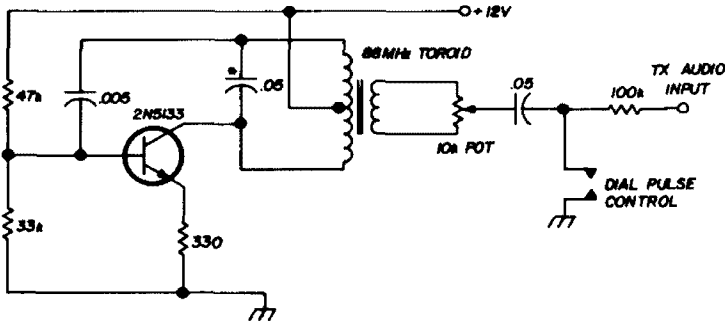 +12V
88MHz TOROID
*
.05
.005
47k
2N5133
.05
TX AUDIO
INPUT
100k
10k POT
DIAL PULSE
CONTROL
33k
330